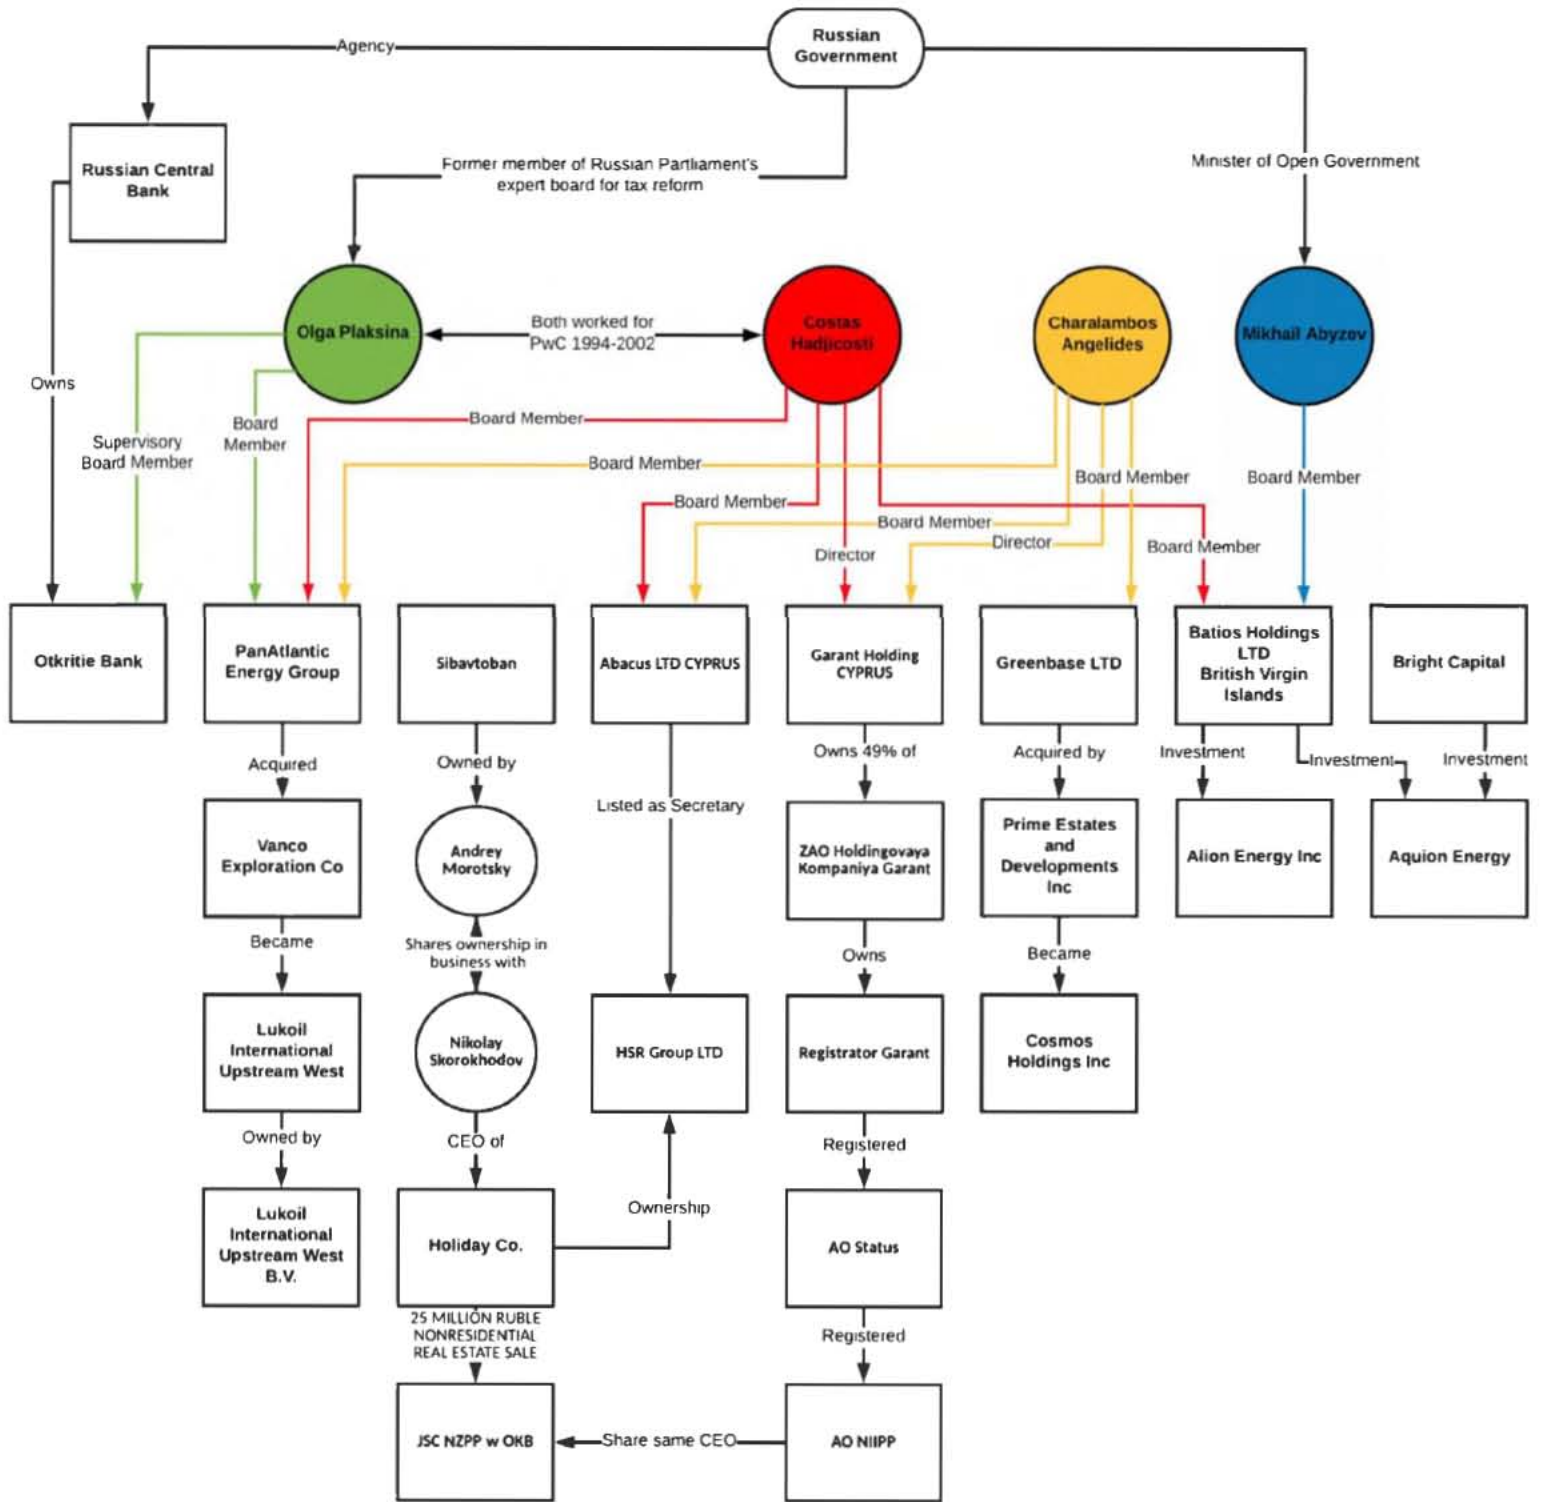 Russian
Government
Agency
Russian Central
Bank
Former member of Russian Partliament's
expert board for tax reform
Minister of Open Government
Olga Plaksina
Both worked for
PwC 1994-2002
Costas
Hadjicosti
Charalambos
Angelides
Mikhail Abyzov
Owns
Supervisory
Board Member
Board
Member
Board Member
Board Member
Board Member
Board Member
Director
Director
Board Member
Board Member
Board Member
Otkritie Bank
PanAtlantic
Energy Group
Sibavtoban
Abacus LTD CYPRUS
Garant Holding
CYPRUS
Greenbase LTD
Batios Holdings
LTD
British Virgin
Islands
Bright Capital
Acquired
Owned by
Listed as Secretary
Owns 49% of
Acquired by
Investment
Investment
Investment
Vanco
Exploration Co
Andrey
Morotsky
ZAO Holdingovaya
Kompaniya Garant
Prime Estates
and
Developments
Inc
Alion Energy Inc
Aquion Energy
Became
Shares ownership in
business with
Owns
Became
Lukoil
International
Upstream West
Nikolay
Skorokhodov
HSR Group LTD
Registrator Garant
Cosmos
Holdings Inc
Owned by
CEO of
Ownership
Registered
Lukoil
International
Upstream West
B.V.
Holiday Co.
AO Status
25 MILLION RUBLE
NONRESIDENTIAL
REAL ESTATE SALE
Registered
JSC NZPP w OKB
Share same CEO
AO NIIPP